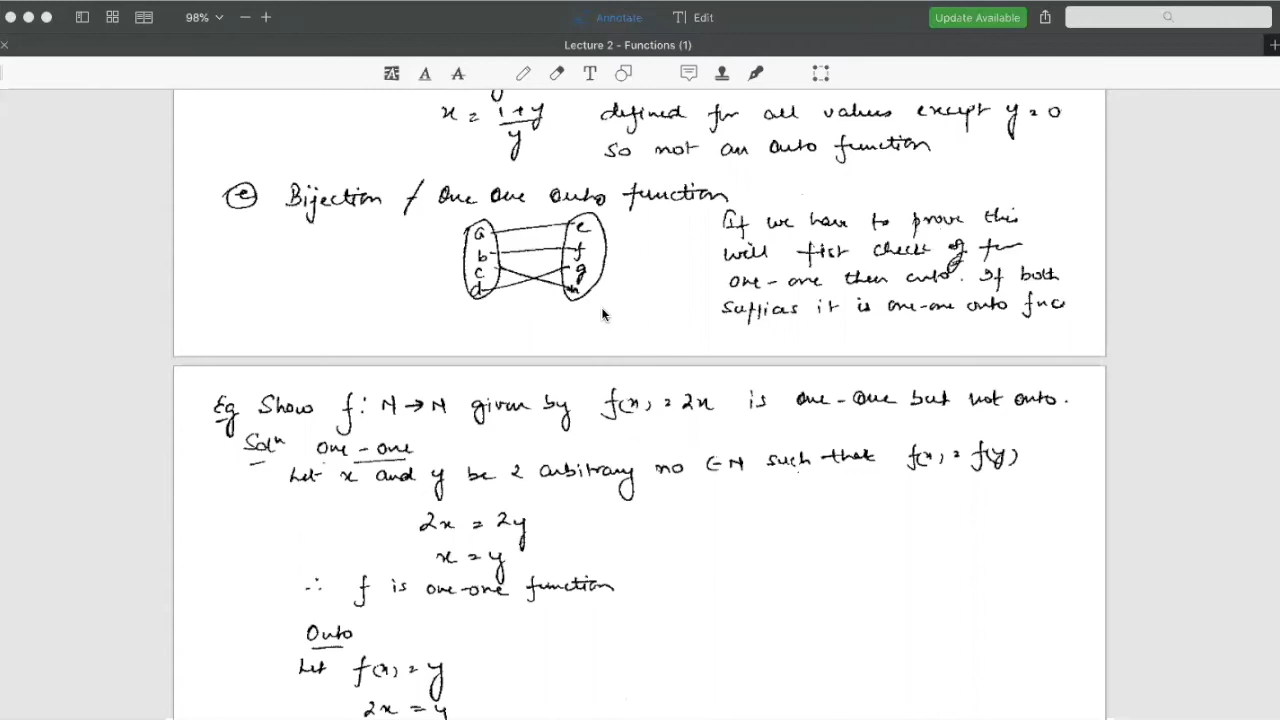 98%
Annotate
T Edit
Update Available
Lecture 2 - Functions (1)
x = 1+y/y defined for all values except y = 0
so not an onto function
(e) Bijection / One One onto function
a b c d
e f g h
If we have to prove this
will fist check of for
one-one then onto. If both
suffias it is one-one onto func
Eg Show f: N → N given by f(x) = 2x is one-one but not onto.
Solⁿ one-one
Let x and y be 2 arbitrary no ∈ N such that f(x) = f(y)
2x = 2y
x = y
∴ f is one-one function
Onto
Let f(x) = y
2x = y